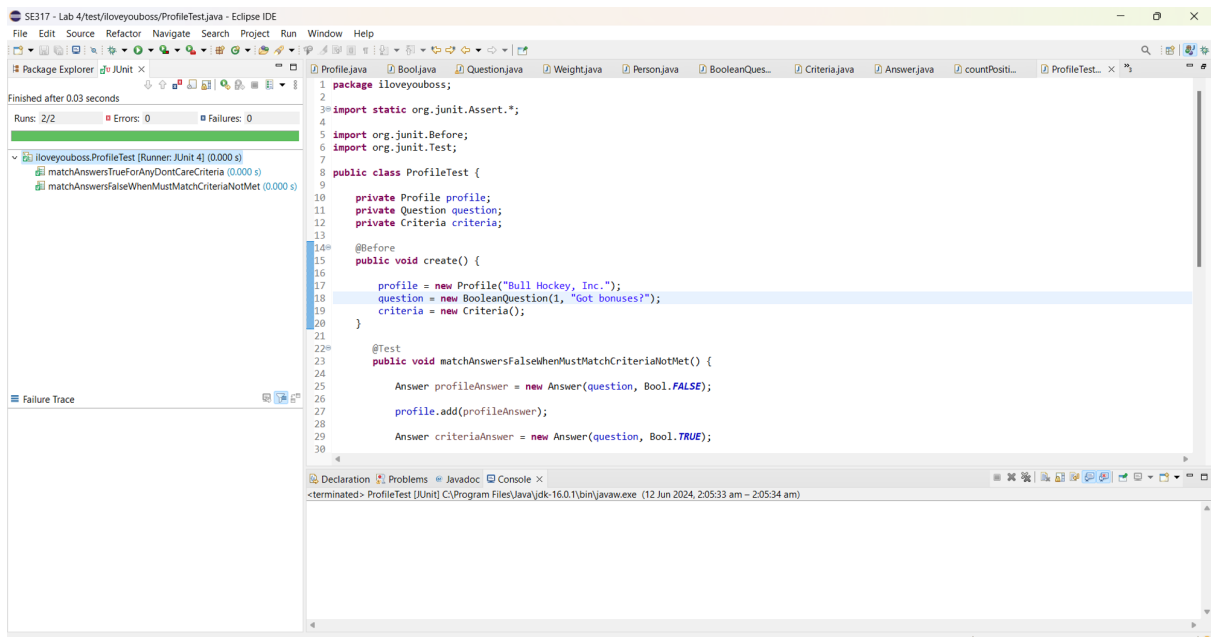 SE317 - Lab 4/test/iloveyouboss/ProfileTest.java - Eclipse IDE
File Edit Source Refactor Navigate Search Project Run Window Help
Package Explorer JUnit
Finished after 0.03 seconds
Runs: 2/2 Errors: 0 Failures: 0
iloveyouboss.ProfileTest [Runner: JUnit 4] (0.000 s)
matchAnswersTrueForAnyDontCareCriteria (0.000 s)
matchAnswersFalseWhenMustMatchCriteriaNotMet (0.000 s)
Failure Trace
Profile.java Bool.java Question.java Weight.java Person.java BooleanQues... Criteria.java Answer.java countPositi... ProfileTest... 3
1 package iloveyouboss;
2
3 import static org.junit.Assert.*;
4
5 import org.junit.Before;
6 import org.junit.Test;
7
8 public class ProfileTest {
9
10 private Profile profile;
11 private Question question;
12 private Criteria criteria;
13
14 @Before
15 public void create() {
16
17 profile = new Profile("Bull Hockey, Inc.");
18 question = new BooleanQuestion(1, "Got bonuses?");
19 criteria = new Criteria();
20 }
21
22 @Test
23 public void matchAnswersFalseWhenMustMatchCriteriaNotMet() {
24
25 Answer profileAnswer = new Answer(question, Bool.FALSE);
26
27 profile.add(profileAnswer);
28
29 Answer criteriaAnswer = new Answer(question, Bool.TRUE);
30
Declaration Problems Javadoc Console
<terminated> ProfileTest [JUnit] C:\Program Files\Java\jdk-16.0.1\bin\javaw.exe (12 Jun 2024, 2:05:33 am – 2:05:34 am)